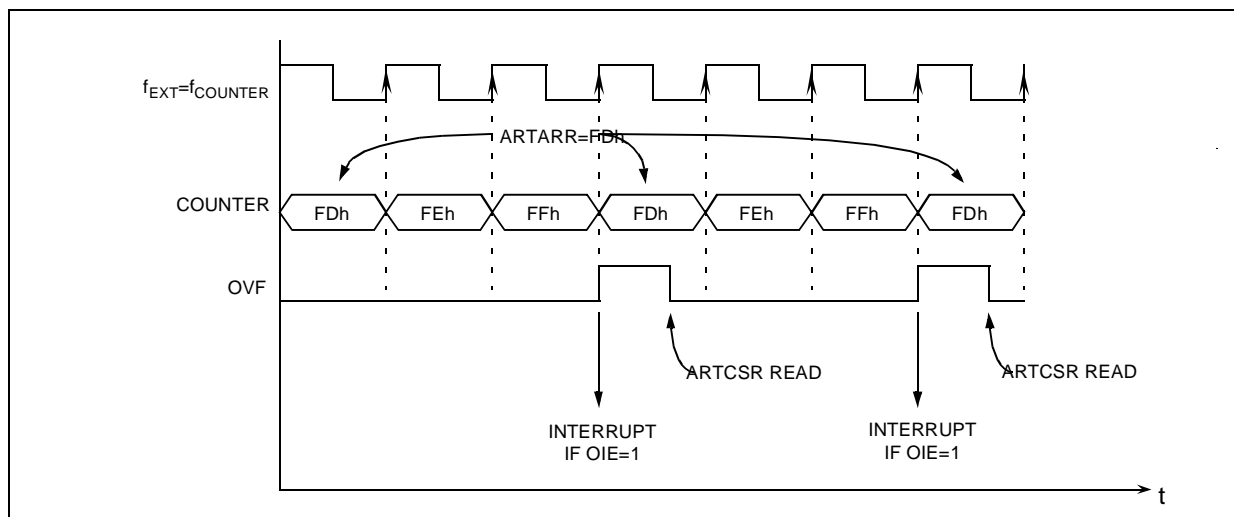 fEXT=fCOUNTER
ARTARR=FDh
COUNTER
FDh FEh FFh FDh FEh FFh FDh
OVF
ARTCSR READ
ARTCSR READ
INTERRUPT
IF OIE=1
INTERRUPT
IF OIE=1
t